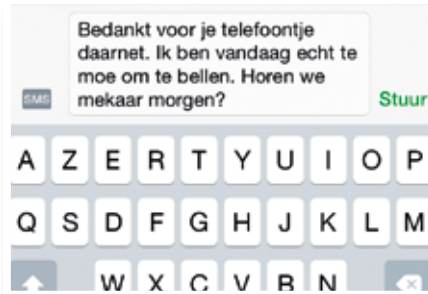 Bedankt voor je telefoontje
daarnet. Ik ben vandaag echt te
moe om te bellen. Horen we
mekaar morgen?
SMS Stuur
A Z E R T Y U I O P
Q S D F G H J K L M
W X C V B N